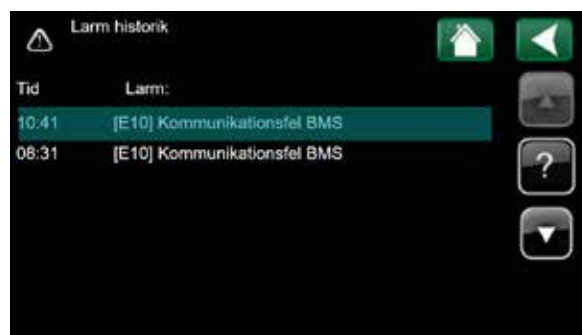 Larm historik
Tid Larm:
10:41 [E10] Kommunikationsfel BMS
08:31 [E10] Kommunikationsfel BMS
?